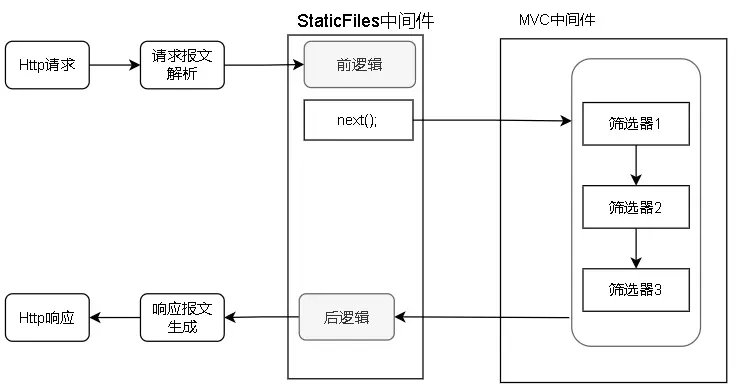 StaticFiles中间件
MVC中间件
Http请求
请求报文
解析
前逻辑
next();
筛选器1
筛选器2
筛选器3
Http响应
响应报文
生成
后逻辑